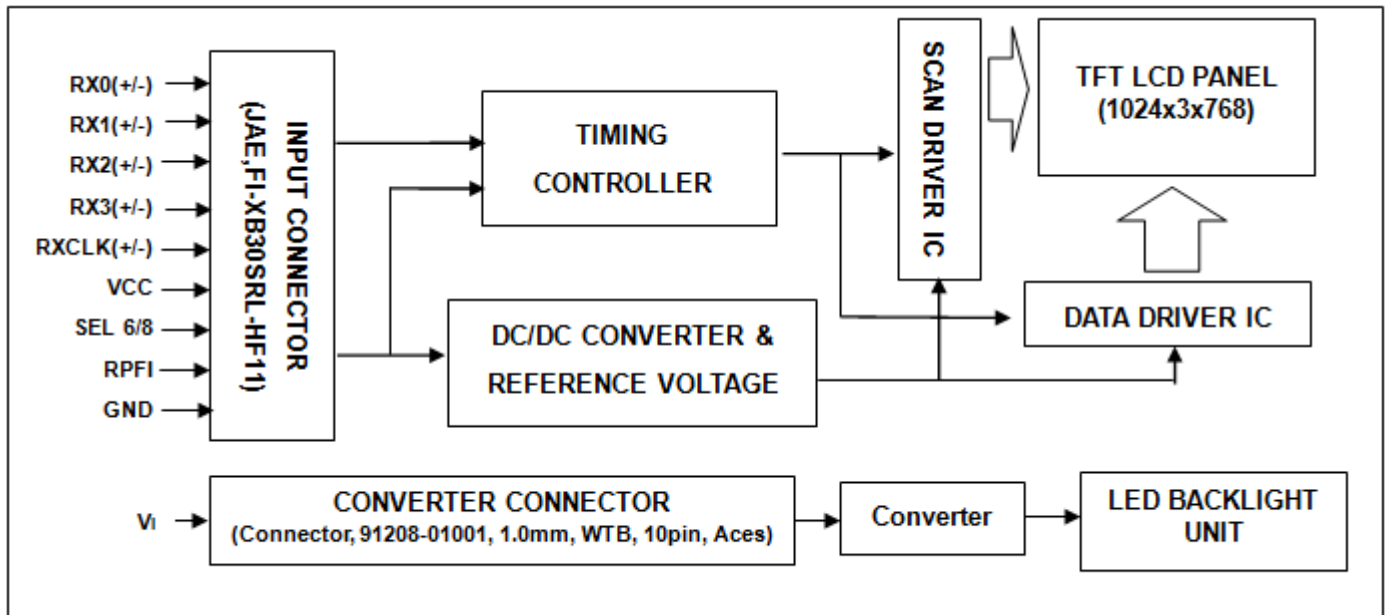 RX0(+/-)
RX1(+/-)
RX2(+/-)
RX3(+/-)
RXCLK(+/-)
VCC
SEL 6/8
RPFI
GND
INPUT CONNECTOR
(JAE,FI-XB30SRL-HF11)
TIMING
CONTROLLER
DC/DC CONVERTER &
REFERENCE VOLTAGE
SCAN DRIVER IC
TFT LCD PANEL
(1024x3x768)
DATA DRIVER IC
VI
CONVERTER CONNECTOR
(Connector, 91208-01001, 1.0mm, WTB, 10pin, Aces)
Converter
LED BACKLIGHT
UNIT